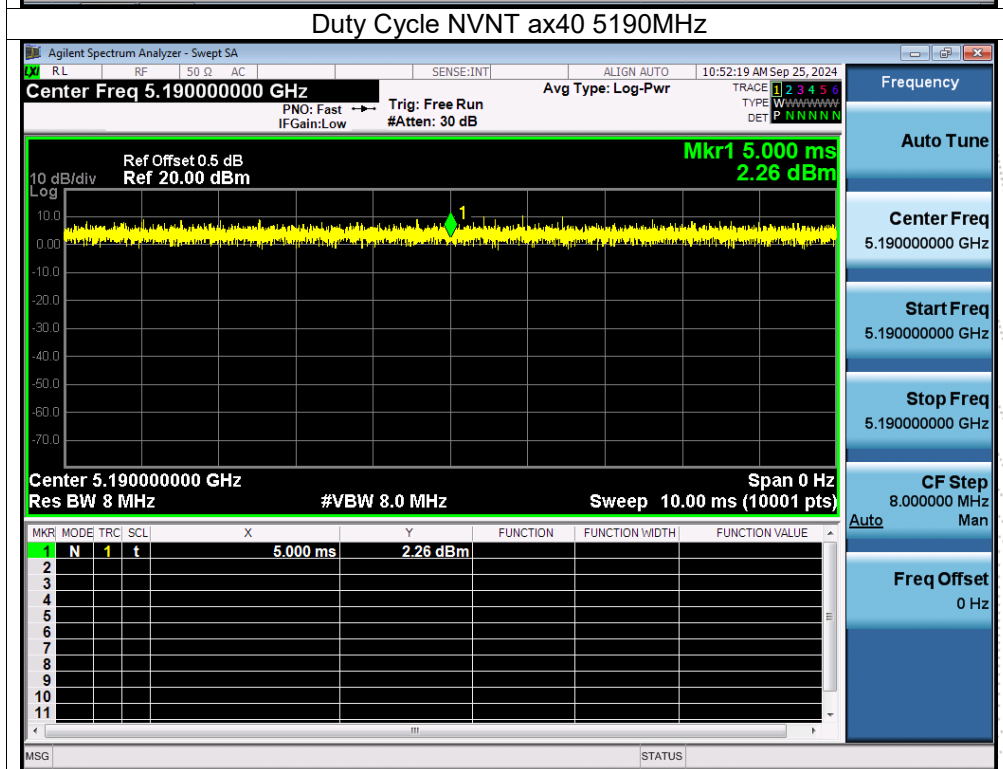 Duty Cycle NVNT ax40 5190MHz
Agilent Spectrum Analyzer - Swept SA
LXI RL RF 50 Ω AC SENSE:INT ALIGN AUTO 10:52:19 AM Sep 25, 2024
Center Freq 5.190000000 GHz Avg Type: Log-Pwr TRACE 1 2 3 4 5 6
PNO: Fast Trig: Free Run TYPE WWWWWW
IFGain:Low #Atten: 30 dB DET P N N N N N
Frequency
Auto Tune
Center Freq
5.190000000 GHz
Start Freq
5.190000000 GHz
Stop Freq
5.190000000 GHz
CF Step
8.000000 MHz
Auto Man
Freq Offset
0 Hz
Mkr1 5.000 ms
2.26 dBm
Ref Offset 0.5 dB
10 dB/div Ref 20.00 dBm
Log
1
10.0
0.00
-10.0
-20.0
-30.0
-40.0
-50.0
-60.0
-70.0
Center 5.190000000 GHz Span 0 Hz
Res BW 8 MHz #VBW 8.0 MHz Sweep 10.00 ms (10001 pts)
MKR MODE TRC SCL X Y FUNCTION FUNCTION WIDTH FUNCTION VALUE
1 N 1 t 5.000 ms 2.26 dBm
2
3
4
5
6
7
8
9
10
11
MSG STATUS